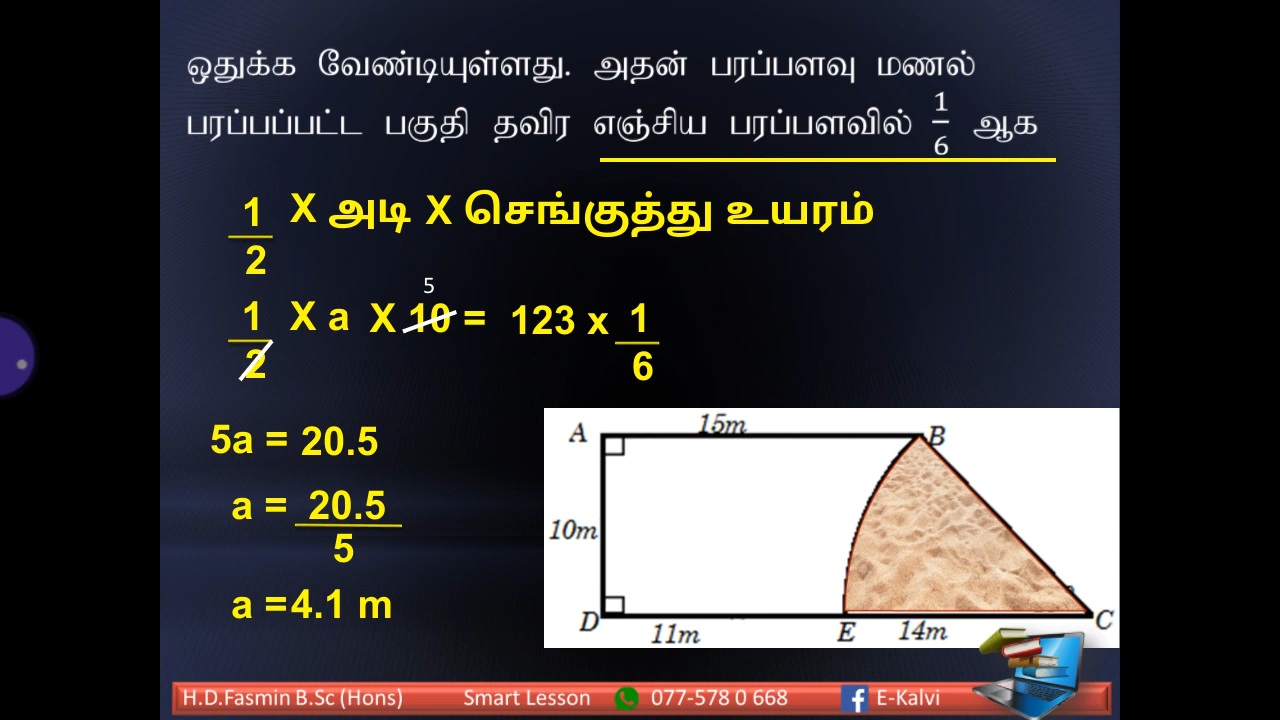 ஒதுக்க வேண்டியுள்ளது. அதன் பரப்பளவு மணல்
பரப்பப்பட்ட பகுதி தவிர எஞ்சிய பரப்பளவில் 1/6 ஆக
1/2 X அடி X செங்குத்து உயரம்
5
1/2 X a X 10 = 123 x 1/6
5a = 20.5
a = 20.5/5
a = 4.1 m
A 15m B
10m
D 11m E 14m C
H.D.Fasmin B.Sc (Hons) Smart Lesson 077-578 0 668 E-Kalvi